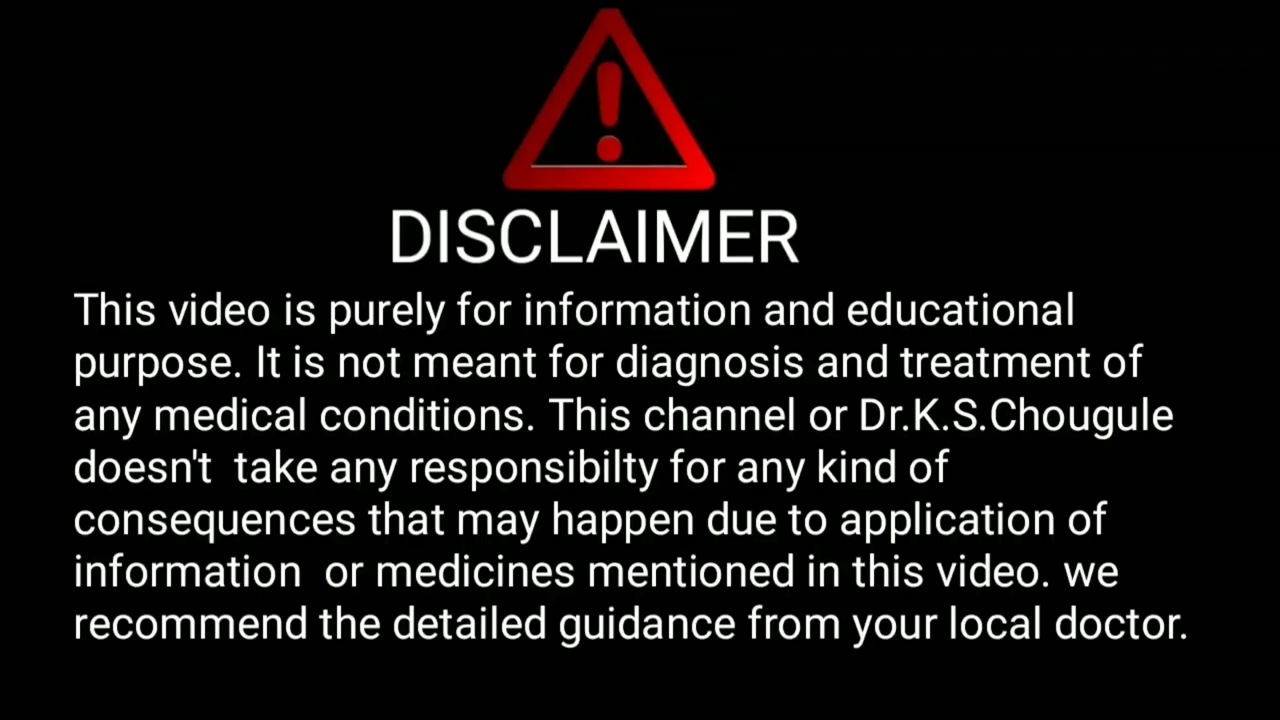 DISCLAIMER
This video is purely for information and educational
purpose. It is not meant for diagnosis and treatment of
any medical conditions. This channel or Dr.K.S.Chougule
doesn't  take any responsibilty for any kind of
consequences that may happen due to application of
information  or medicines mentioned in this video. we
recommend the detailed guidance from your local doctor.